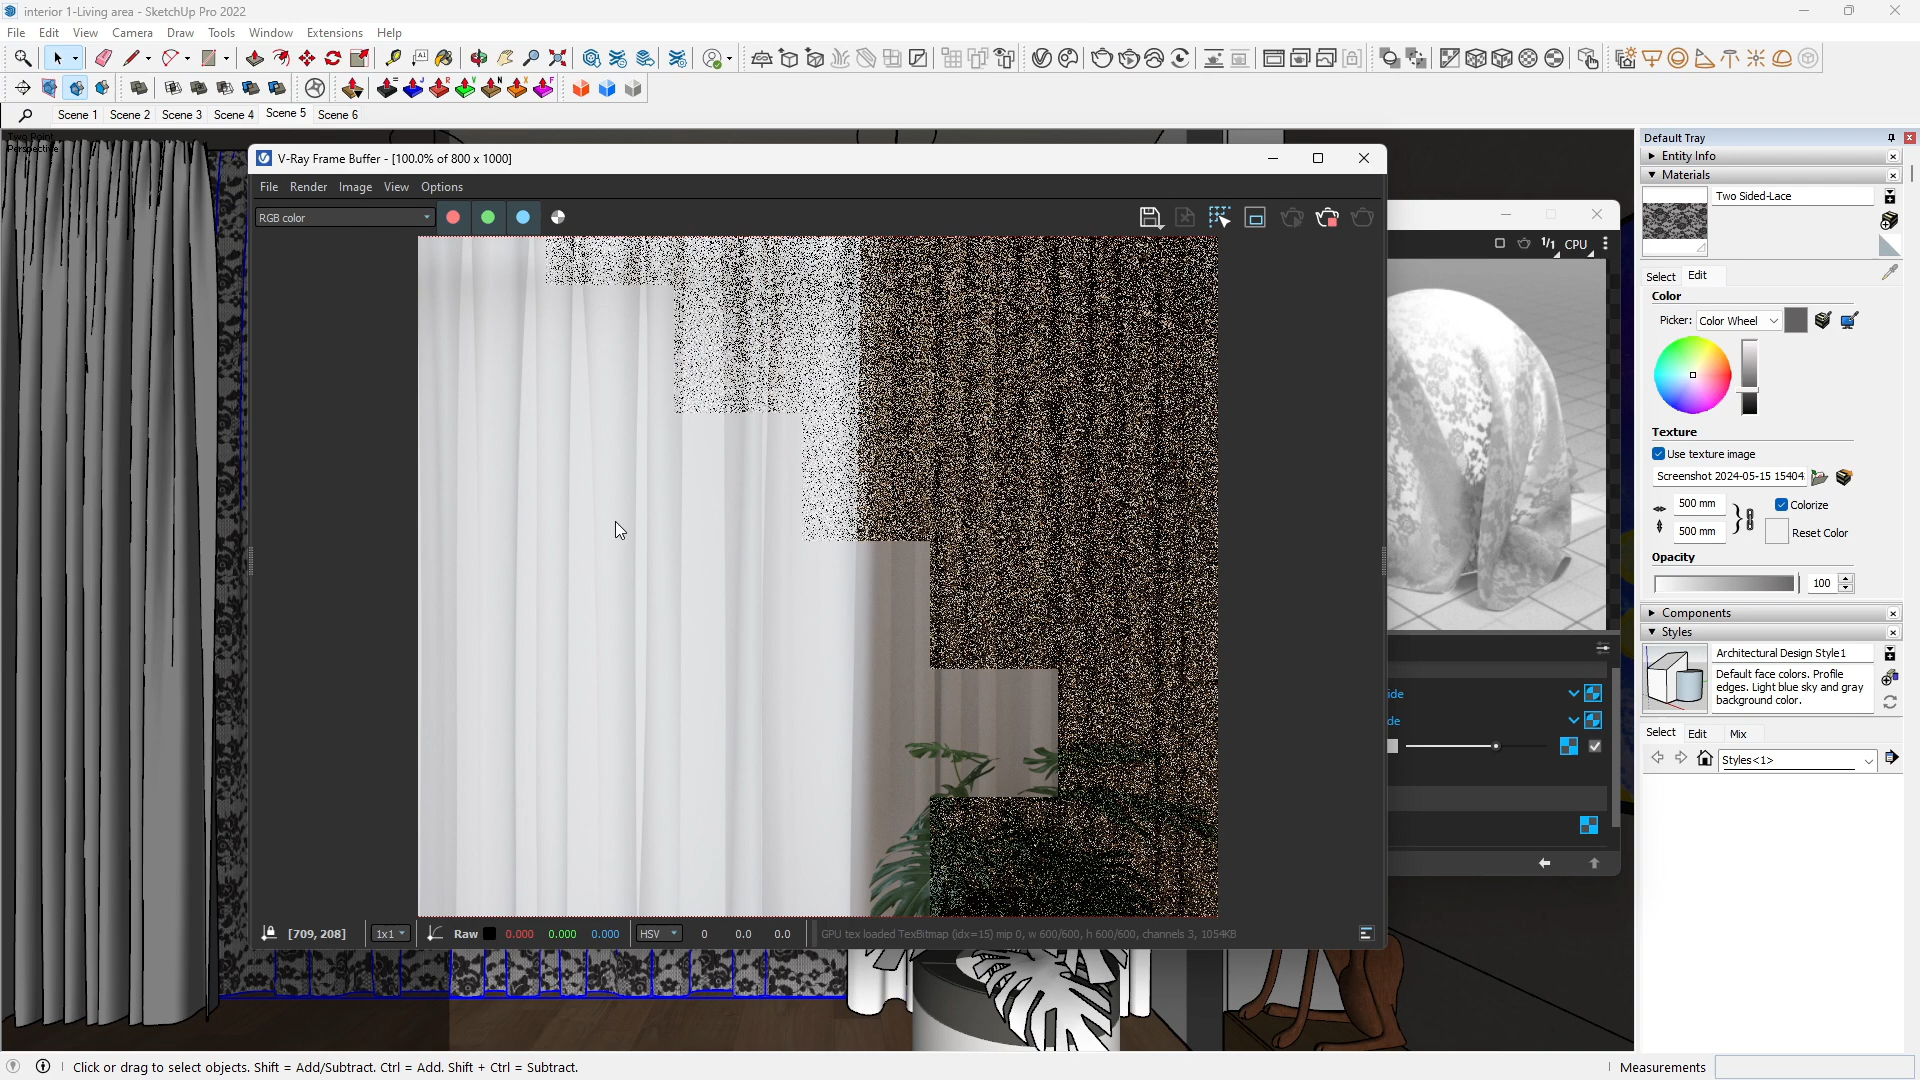 interior 1-Living area - SketchUp Pro 2022
File Edit View Camera Draw Tools Window Extensions Help
Scene 1 Scene 2 Scene 3 Scene 4 Scene 5 Scene 6
Two Point
Perspective
V-Ray Frame Buffer - [100.0% of 800 x 1000]
File Render Image View Options
RGB color
1/1 CPU
ide
de
[709, 208] 1x1 Raw 0.000 0.000 0.000 HSV 0 0.0 0.0 GPU tex loaded TexBitmap (idx=15) mip 0, w 600/600, h 600/600, channels 3, 1054KB
Default Tray
Entity Info
Materials
Two Sided-Lace
Select Edit
Color
Picker: Color Wheel
Texture
Use texture image
Screenshot 2024-05-15 15404
500 mm Colorize
500 mm Reset Color
Opacity
100
Components
Styles
Architectural Design Style1
Default face colors. Profile
edges. Light blue sky and gray
background color.
Select Edit Mix
Styles<1>
Click or drag to select objects. Shift = Add/Subtract. Ctrl = Add. Shift + Ctrl = Subtract.
Measurements